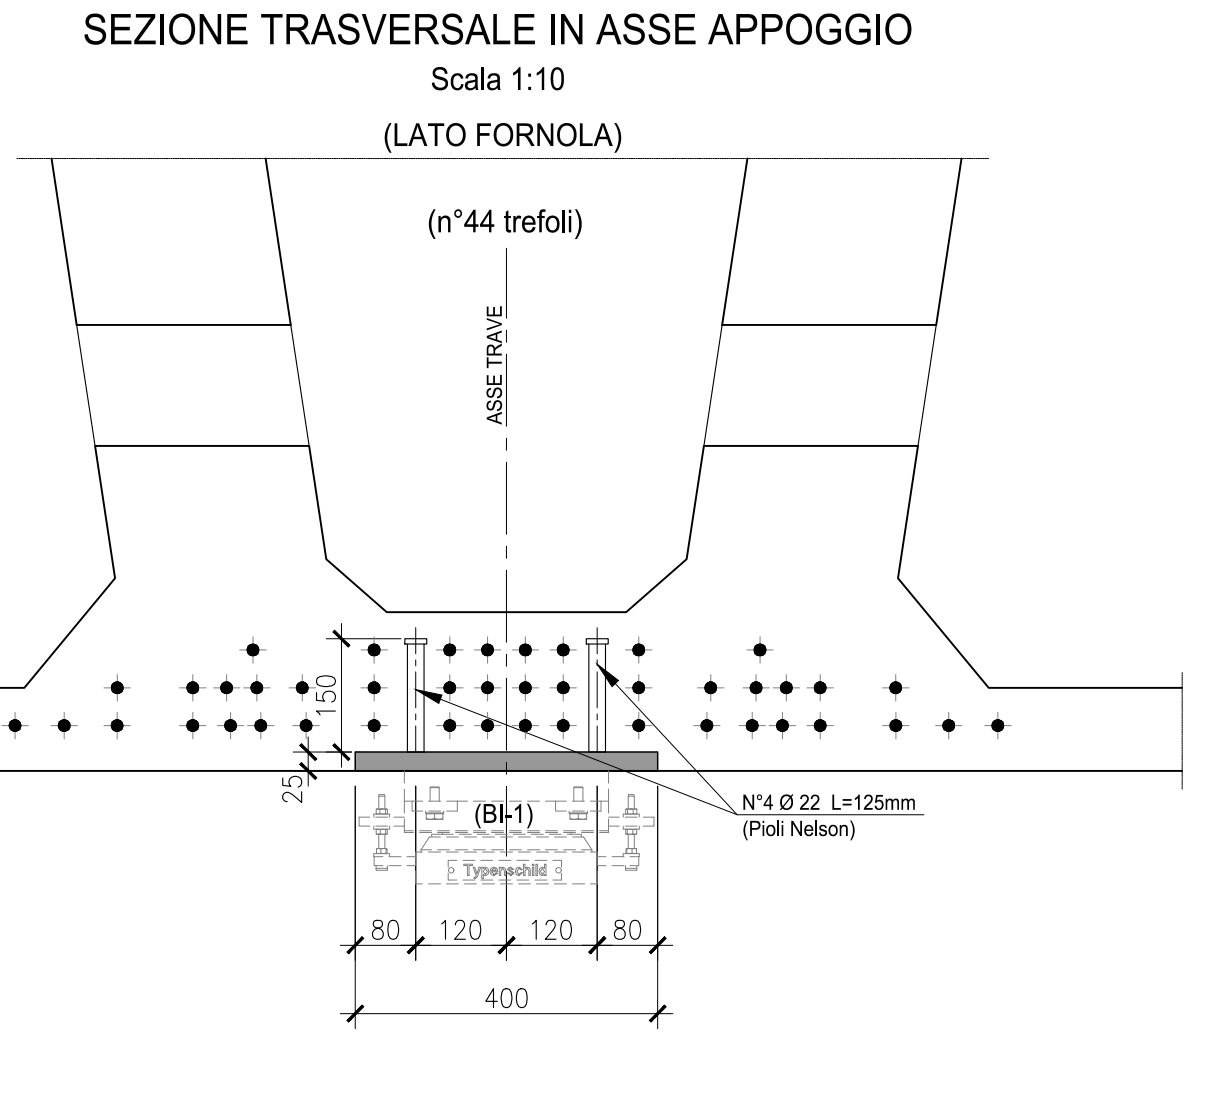 SEZIONE TRASVERSALE IN ASSE APPOGGIO
Scala 1:10
(LATO FORNOLA)
(n°44 trefoli)
ASSE TRAVE
150
25
N°4 Ø 22 L=125mm
(Pioli Nelson)
(BI-1)
Typenschild
80 120 120 80
400